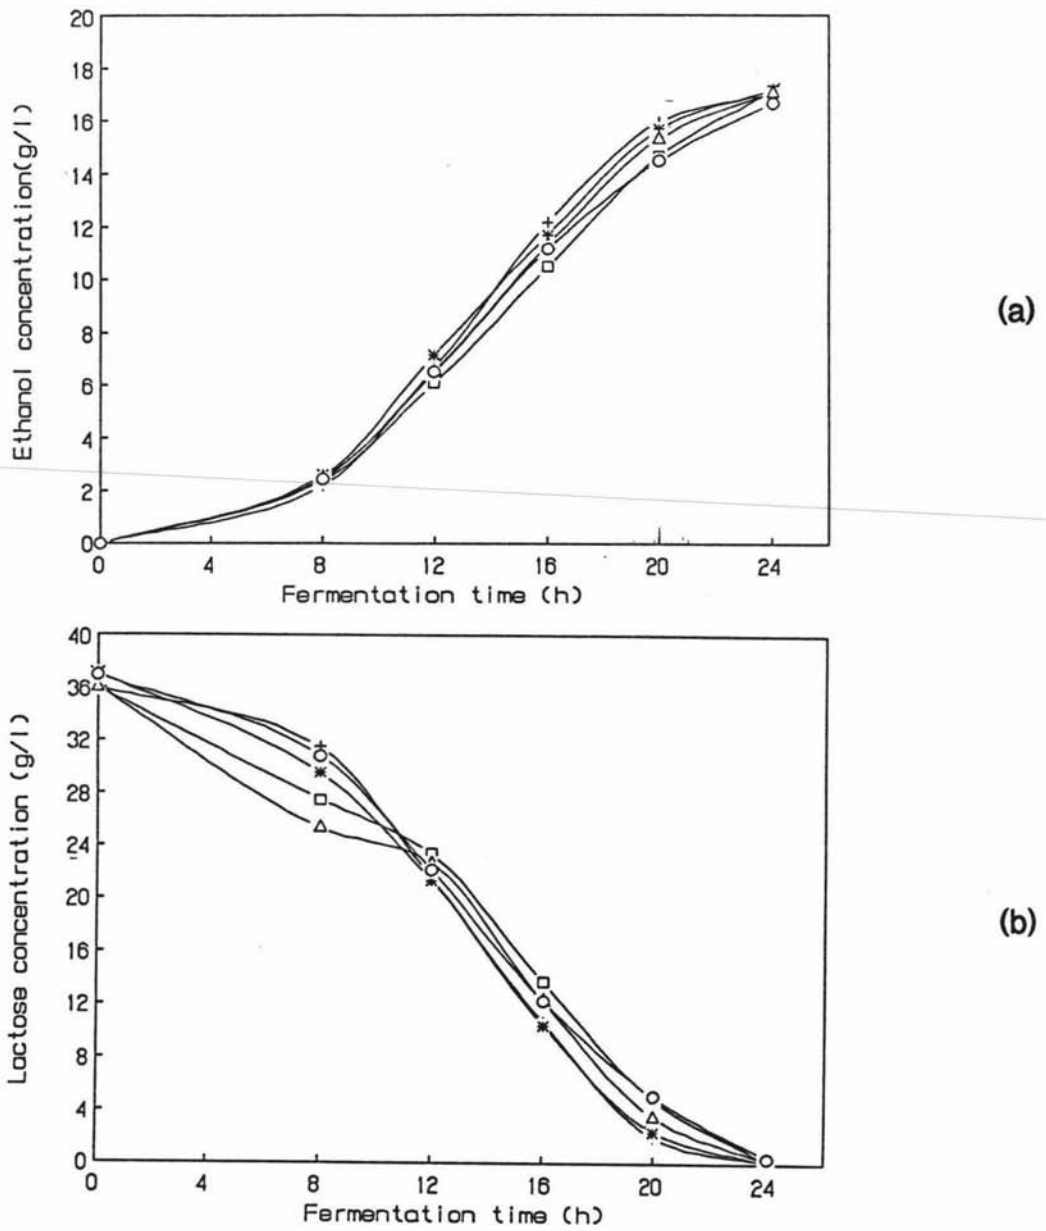 20
18
16
14
12
10
8
6
4
2
0
Ethanol concentration(g/l)
0 4 8 12 16 20 24
Fermentation time (h)
(a)
40
36
32
28
24
20
16
12
8
4
0
Lactose concentration (g/l)
0 4 8 12 16 20 24
Fermentation time (h)
(b)